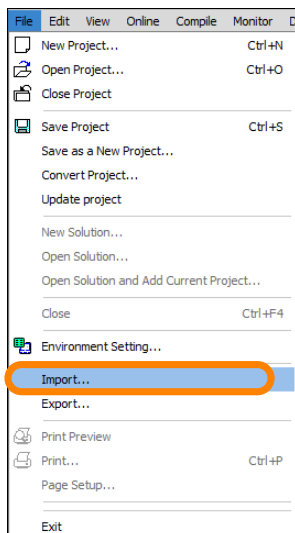 File Edit View Online Compile Monitor D
New Project... Ctrl+N
Open Project... Ctrl+O
Close Project
Save Project Ctrl+S
Save as a New Project...
Convert Project...
Update project
New Solution...
Open Solution...
Open Solution and Add Current Project...
Close Ctrl+F4
Environment Setting...
Import...
Export...
Print Preview
Print... Ctrl+P
Page Setup...
Exit